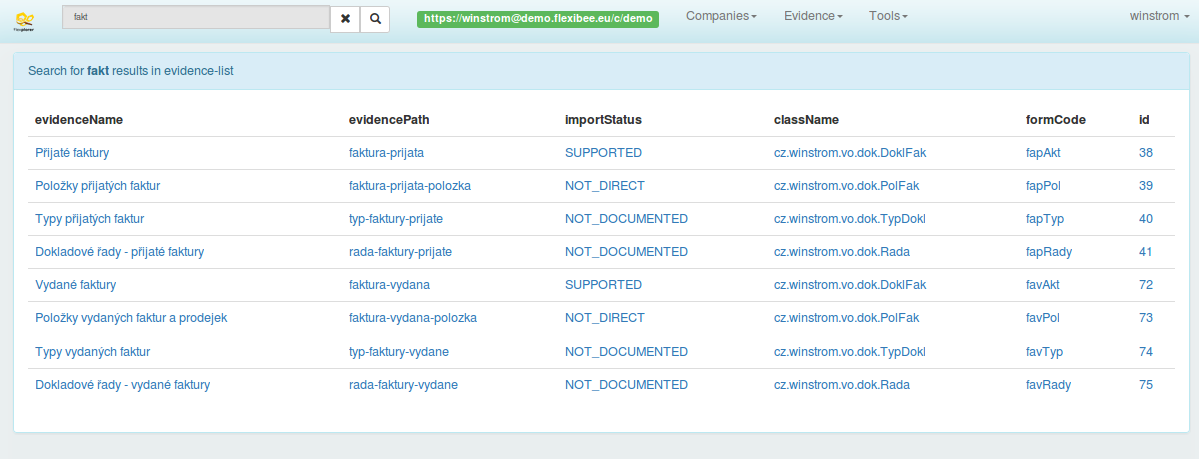 fakt
https://winstrom@demo.flexibee.eu/c/demo
Companies
Evidence
Tools
winstrom
Search for fakt results in evidence-list
evidenceName evidencePath importStatus className formCode id
Přijaté faktury faktura-prijata SUPPORTED cz.winstrom.vo.dok.DoklFak fapAkt 38
Položky přijatých faktur faktura-prijata-polozka NOT_DIRECT cz.winstrom.vo.dok.PolFak fapPol 39
Typy přijatých faktur typ-faktury-prijate NOT_DOCUMENTED cz.winstrom.vo.dok.TypDokl fapTyp 40
Dokladové řady - přijaté faktury rada-faktury-prijate NOT_DOCUMENTED cz.winstrom.vo.dok.Rada fapRady 41
Vydané faktury faktura-vydana SUPPORTED cz.winstrom.vo.dok.DoklFak favAkt 72
Položky vydaných faktur a prodejek faktura-vydana-polozka NOT_DIRECT cz.winstrom.vo.dok.PolFak favPol 73
Typy vydaných faktur typ-faktury-vydane NOT_DOCUMENTED cz.winstrom.vo.dok.TypDokl favTyp 74
Dokladové řady - vydané faktury rada-faktury-vydane NOT_DOCUMENTED cz.winstrom.vo.dok.Rada favRady 75